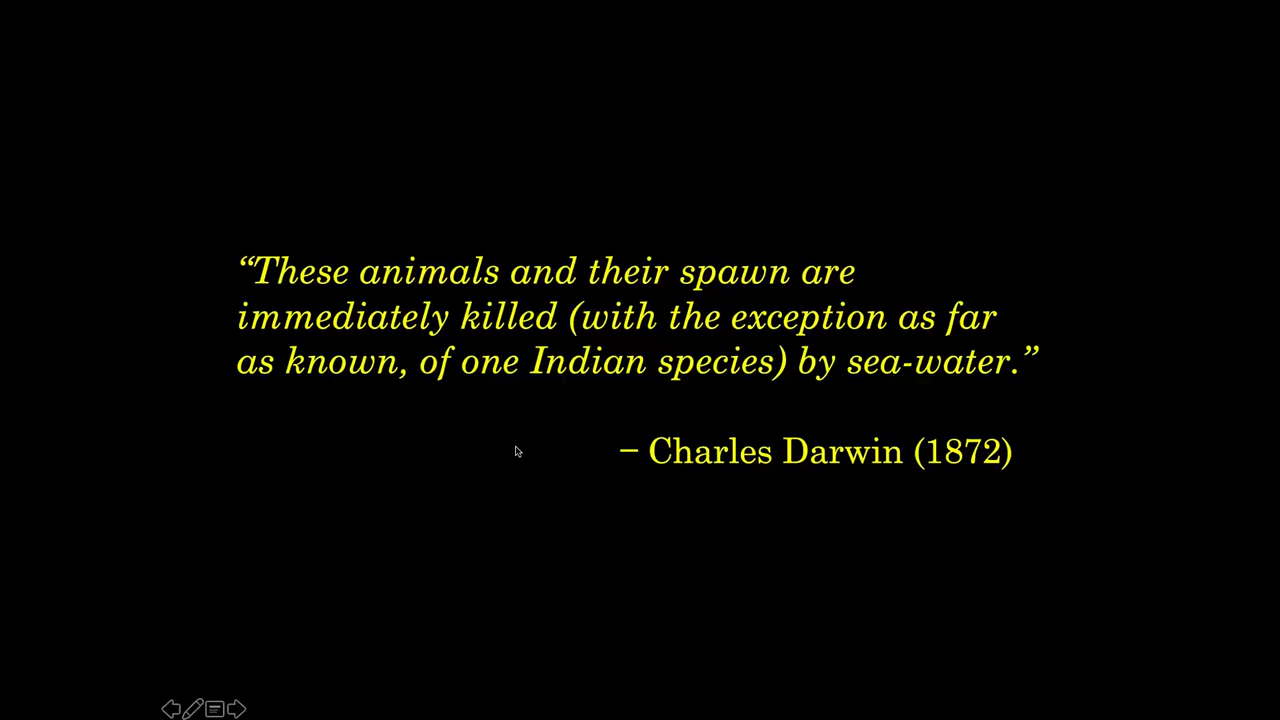 “These animals and their spawn are
immediately killed (with the exception as far
as known, of one Indian species) by sea-water.”
– Charles Darwin (1872)